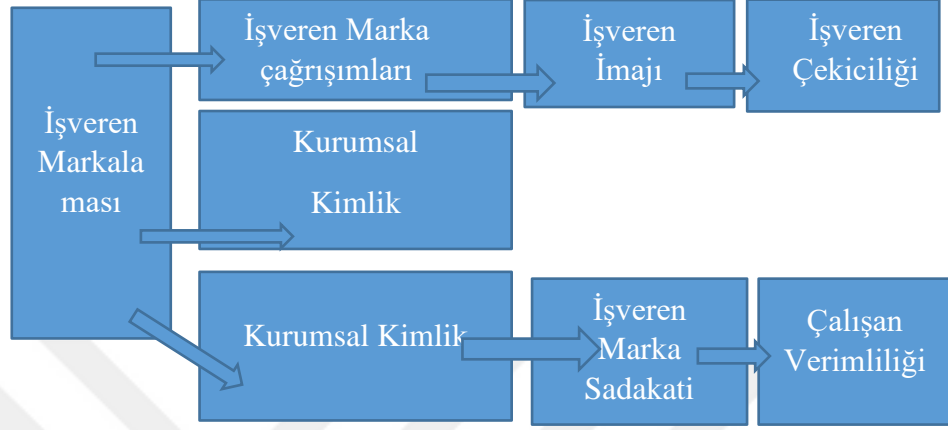 İşveren
Markala
ması
İşveren Marka
çağrışımları
İşveren
İmajı
İşveren
Çekiciliği
Kurumsal
Kimlik
Kurumsal Kimlik
İşveren
Marka
Sadakati
Çalışan
Verimliliği